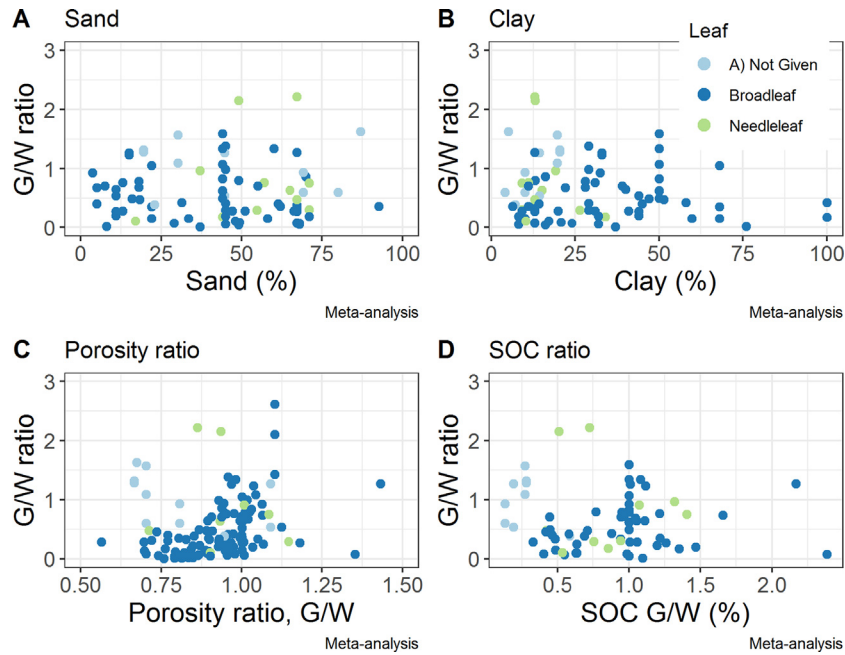 A Sand
B Clay
3
2
1
0
G/W ratio
0
25
50
75
100
Sand (%)
Meta-analysis
3
2
1
0
G/W ratio
0
25
50
75
100
Clay (%)
Meta-analysis
Leaf
A) Not Given
Broadleaf
Needleleaf
C Porosity ratio
D SOC ratio
3
2
1
0
G/W ratio
0.50
0.75
1.00
1.25
1.50
Porosity ratio, G/W
Meta-analysis
3
2
1
0
G/W ratio
0.5
1.0
1.5
2.0
SOC G/W (%)
Meta-analysis